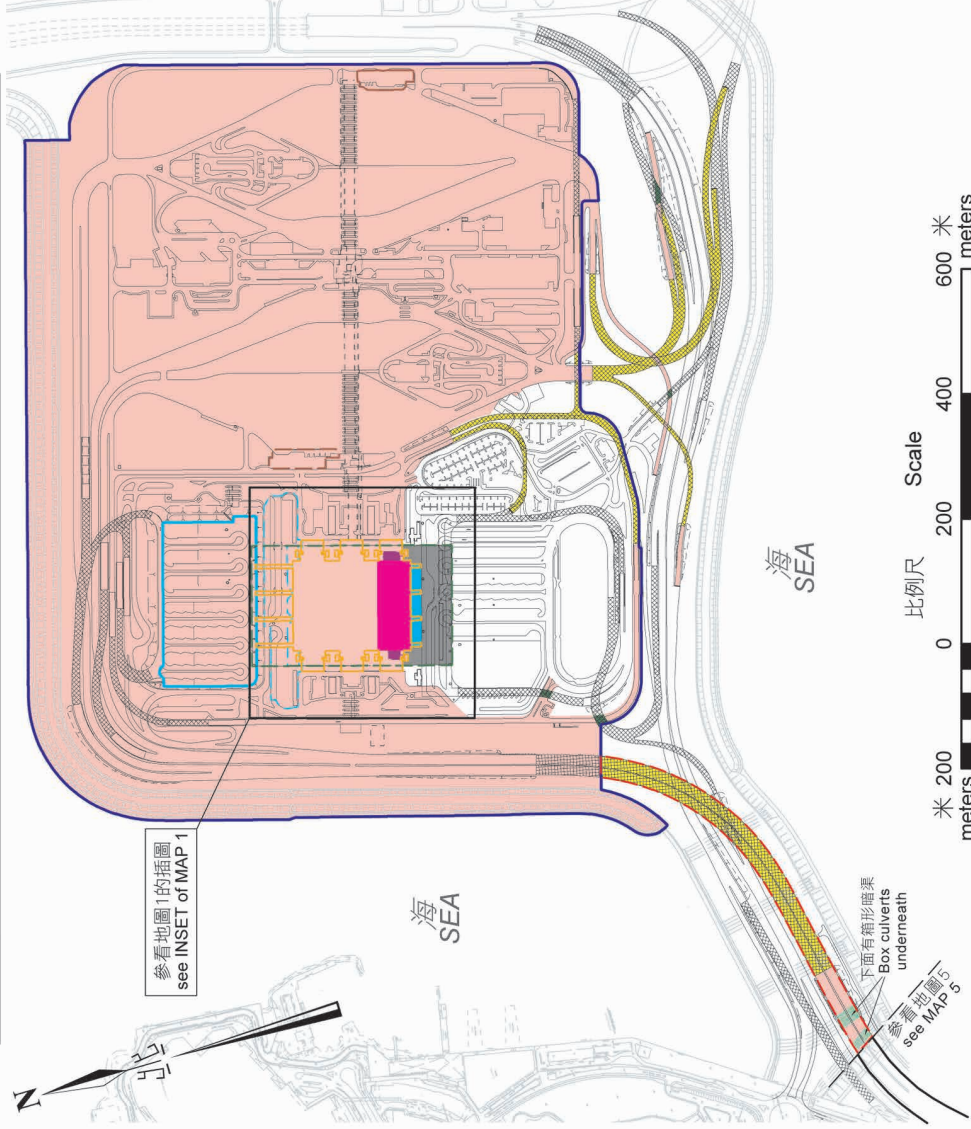 參看地圖1的插圖
see INSET of MAP 1
N
北
海
SEA
海
SEA
下面有箱形暗渠
Box culverts
underneath
參看地圖5
see MAP 5
比例尺
Scale
米
meters
200
0
200
400
600
米
meters